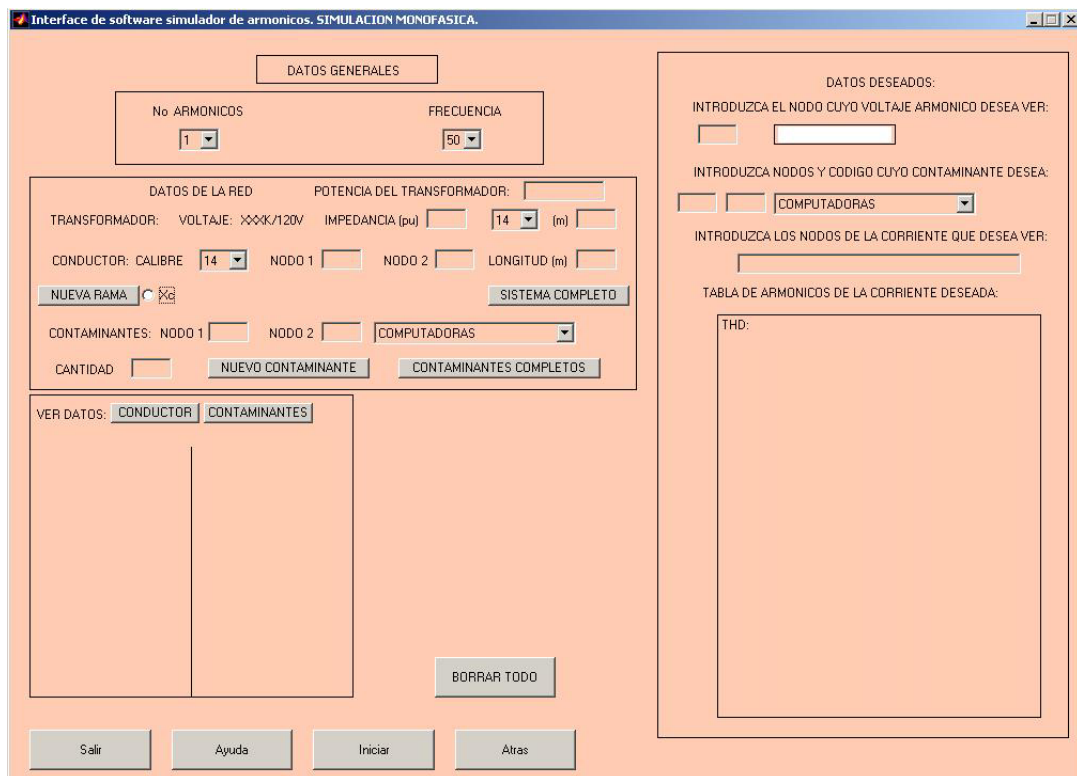 Interface de software simulador de armonicos. SIMULACION MONOFASICA.
DATOS GENERALES
No ARMONICOS FRECUENCIA
1 50
DATOS DE LA RED POTENCIA DEL TRANSFORMADOR:
TRANSFORMADOR: VOLTAJE: XXXK/120V IMPEDANCIA (pu) 14 (m)
CONDUCTOR: CALIBRE 14 NODO 1 NODO 2 LONGITUD (m)
NUEVA RAMA Xc SISTEMA COMPLETO
CONTAMINANTES: NODO 1 NODO 2 COMPUTADORAS
CANTIDAD NUEVO CONTAMINANTE CONTAMINANTES COMPLETOS
VER DATOS: CONDUCTOR CONTAMINANTES
BORRAR TODO
Salir Ayuda Iniciar Atras
DATOS DESEADOS:
INTRODUZCA EL NODO CUYO VOLTAJE ARMONICO DESEA VER:
INTRODUZCA NODOS Y CODIGO CUYO CONTAMINANTE DESEA:
COMPUTADORAS
INTRODUZCA LOS NODOS DE LA CORRIENTE QUE DESEA VER:
TABLA DE ARMONICOS DE LA CORRIENTE DESEADA:
THD: